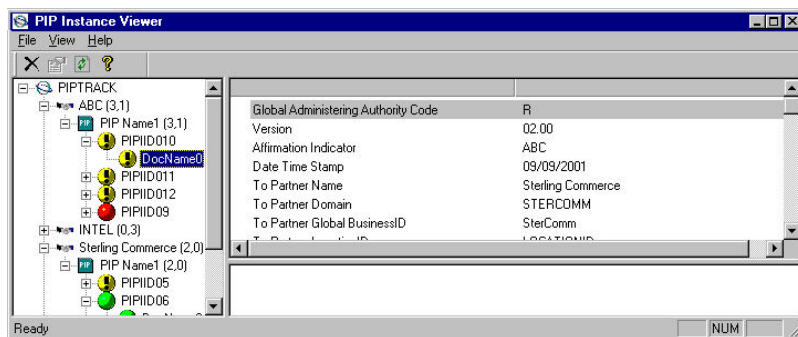 PIP Instance Viewer
File View Help
PIPTRACK
ABC (3,1)
PIP Name1 (3,1)
PIPIID010
DocName0
PIPIID011
PIPIID012
PIPIID09
INTEL (0,3)
Sterling Commerce (2,0)
PIP Name1 (2,0)
PIPIID05
PIPIID06
Global Administering Authority Code R
Version 02.00
Affirmation Indicator ABC
Date Time Stamp 09/09/2001
To Partner Name Sterling Commerce
To Partner Domain STERCOMM
To Partner Global BusinessID SterComm
Ready NUM